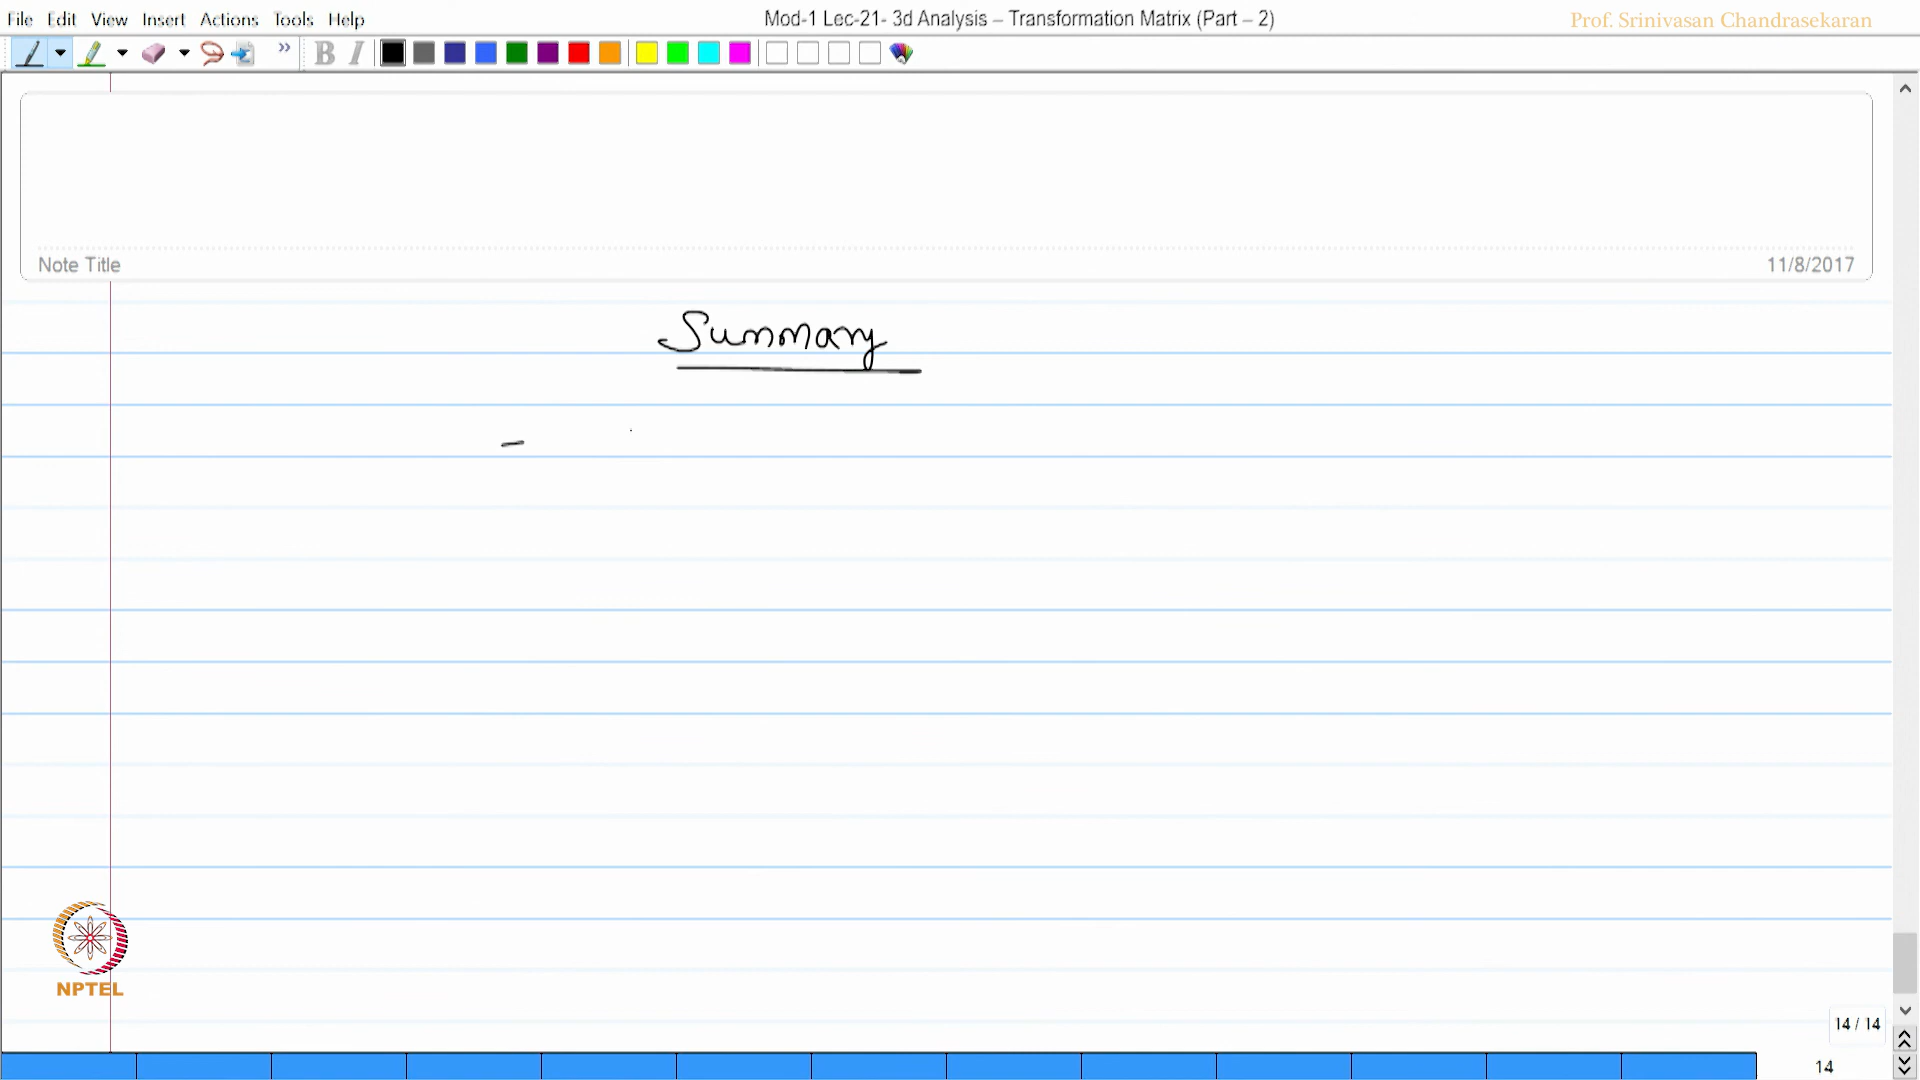 File Edit View Insert Actions Tools Help
Mod-1 Lec-21- 3d Analysis – Transformation Matrix (Part – 2)
Prof. Srinivasan Chandrasekaran
B I
Note Title
11/8/2017
Summary
-
NPTEL
14 / 14
14